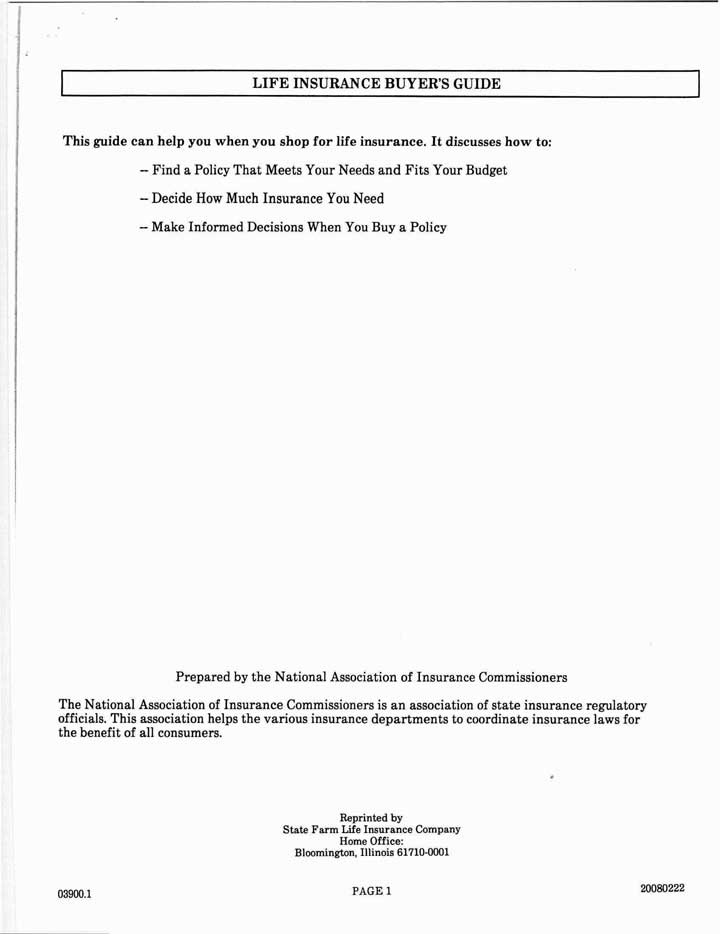 LIFE INSURANCE BUYER'S GUIDE
This guide can help you when you shop for life insurance. It discusses how to:
-- Find a Policy That Meets Your Needs and Fits Your Budget
-- Decide How Much Insurance You Need
-- Make Informed Decisions When You Buy a Policy
Prepared by the National Association of Insurance Commissioners
The National Association of Insurance Commissioners is an association of state insurance regulatory
officials. This association helps the various insurance departments to coordinate insurance laws for
the benefit of all consumers.
Reprinted by
State Farm Life Insurance Company
Home Office:
Bloomington, Illinois 61710-0001
03900.1 PAGE 1 20080222